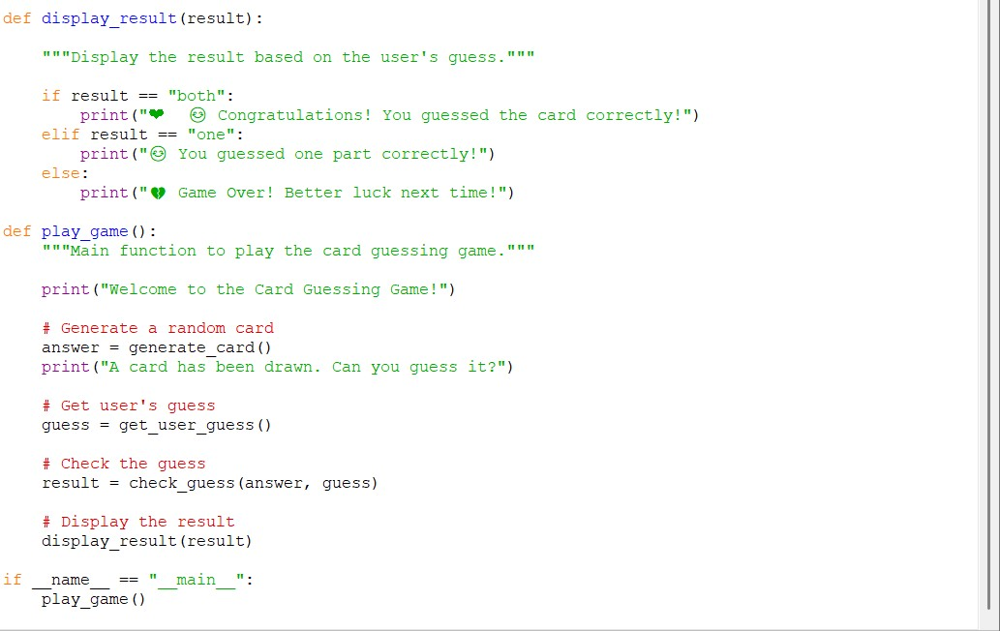 def display_result(result):
    """Display the result based on the user's guess."""
    if result == "both":
        print("❤️  😊 Congratulations! You guessed the card correctly!")
    elif result == "one":
        print("😊 You guessed one part correctly!")
    else:
        print("💔 Game Over! Better luck next time!")
def play_game():
    """Main function to play the card guessing game."""
    print("Welcome to the Card Guessing Game!")
    # Generate a random card
    answer = generate_card()
    print("A card has been drawn. Can you guess it?")
    # Get user's guess
    guess = get_user_guess()
    # Check the guess
    result = check_guess(answer, guess)
    # Display the result
    display_result(result)
if __name__ == "__main__":
    play_game()